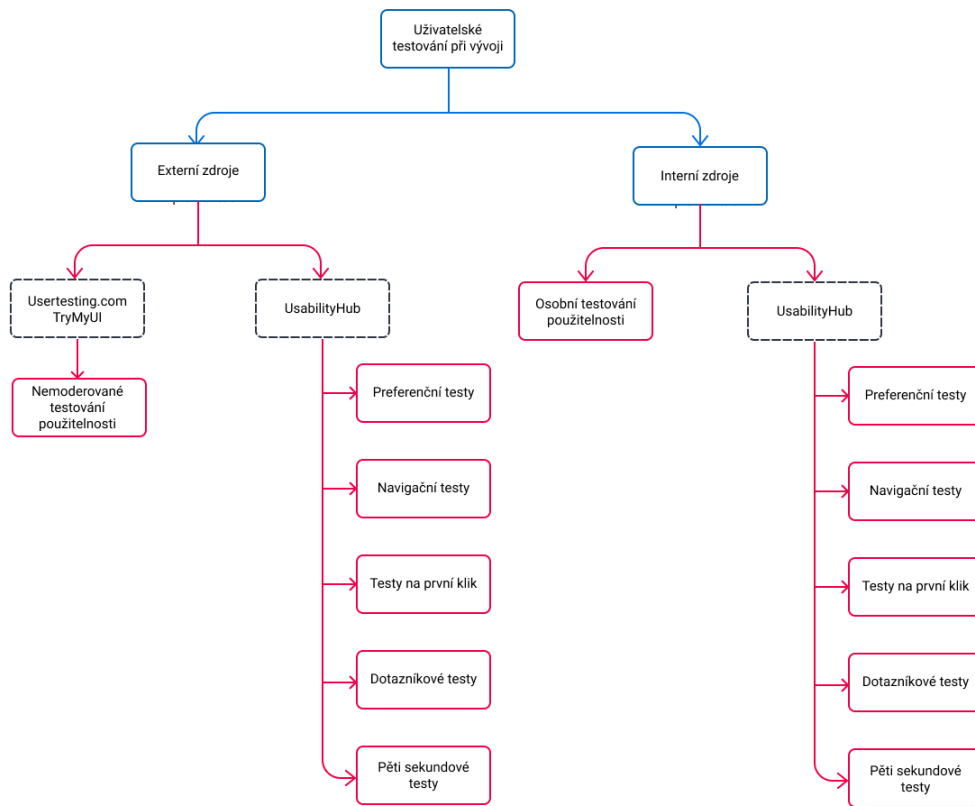 Uživatelské
testování při vývoji
Externí zdroje
Interní zdroje
Usertesting.com
TryMyUI
UsabilityHub
Osobní testování
použitelnosti
UsabilityHub
Nemoderované
testování
použitelnosti
Preferenční testy
Preferenční testy
Navigační testy
Navigační testy
Testy na první klik
Testy na první klik
Dotazníkové testy
Dotazníkové testy
Pěti sekundové
testy
Pěti sekundové
testy